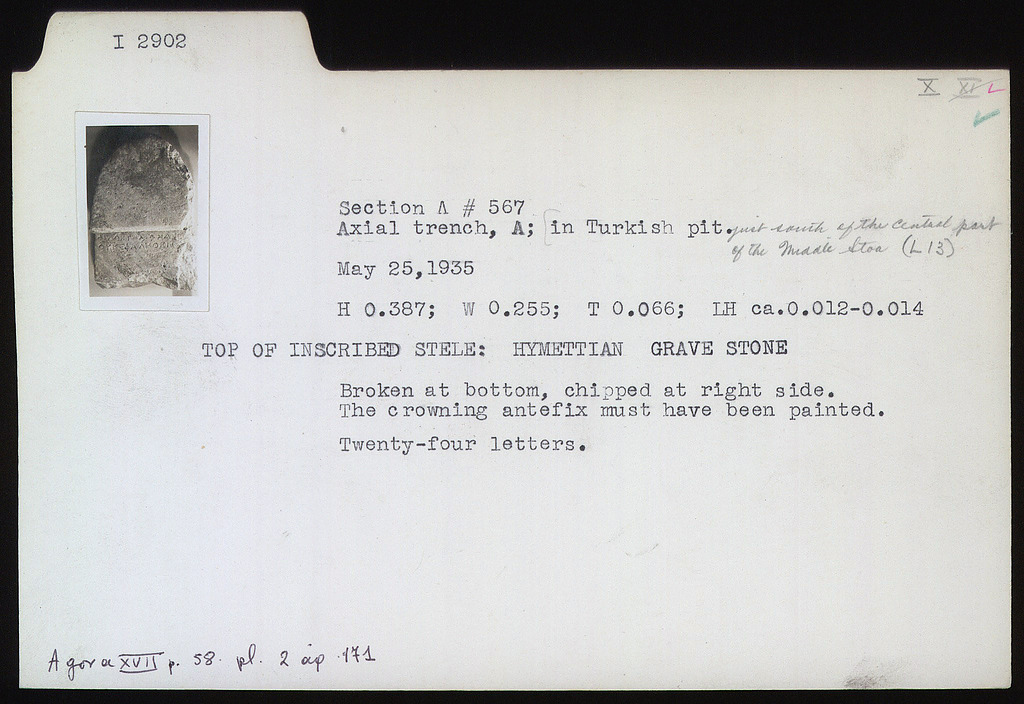 I 2902
X XVI L
Section A # 567
Axial trench, A; in Turkish pit. just south of the central part
of the Middle Stoa (L 13)
May 25,1935
H 0.387; W 0.255; T 0.066; LH ca.0.012-0.014
TOP OF INSCRIBED STELE: HYMETTIAN GRAVE STONE
Broken at bottom, chipped at right side.
The crowning antefix must have been painted.
Twenty-four letters.
Agora XVII p. 58. pl. 2 αρ 171